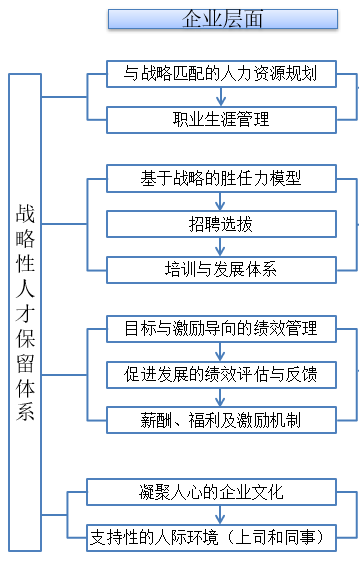 企业层面
战略性人才保留体系
与战略匹配的人力资源规划
职业生涯管理
基于战略的胜任力模型
招聘选拔
培训与发展体系
目标与激励导向的绩效管理
促进发展的绩效评估与反馈
薪酬、福利及激励机制
凝聚人心的企业文化
支持性的人际环境（上司和同事）